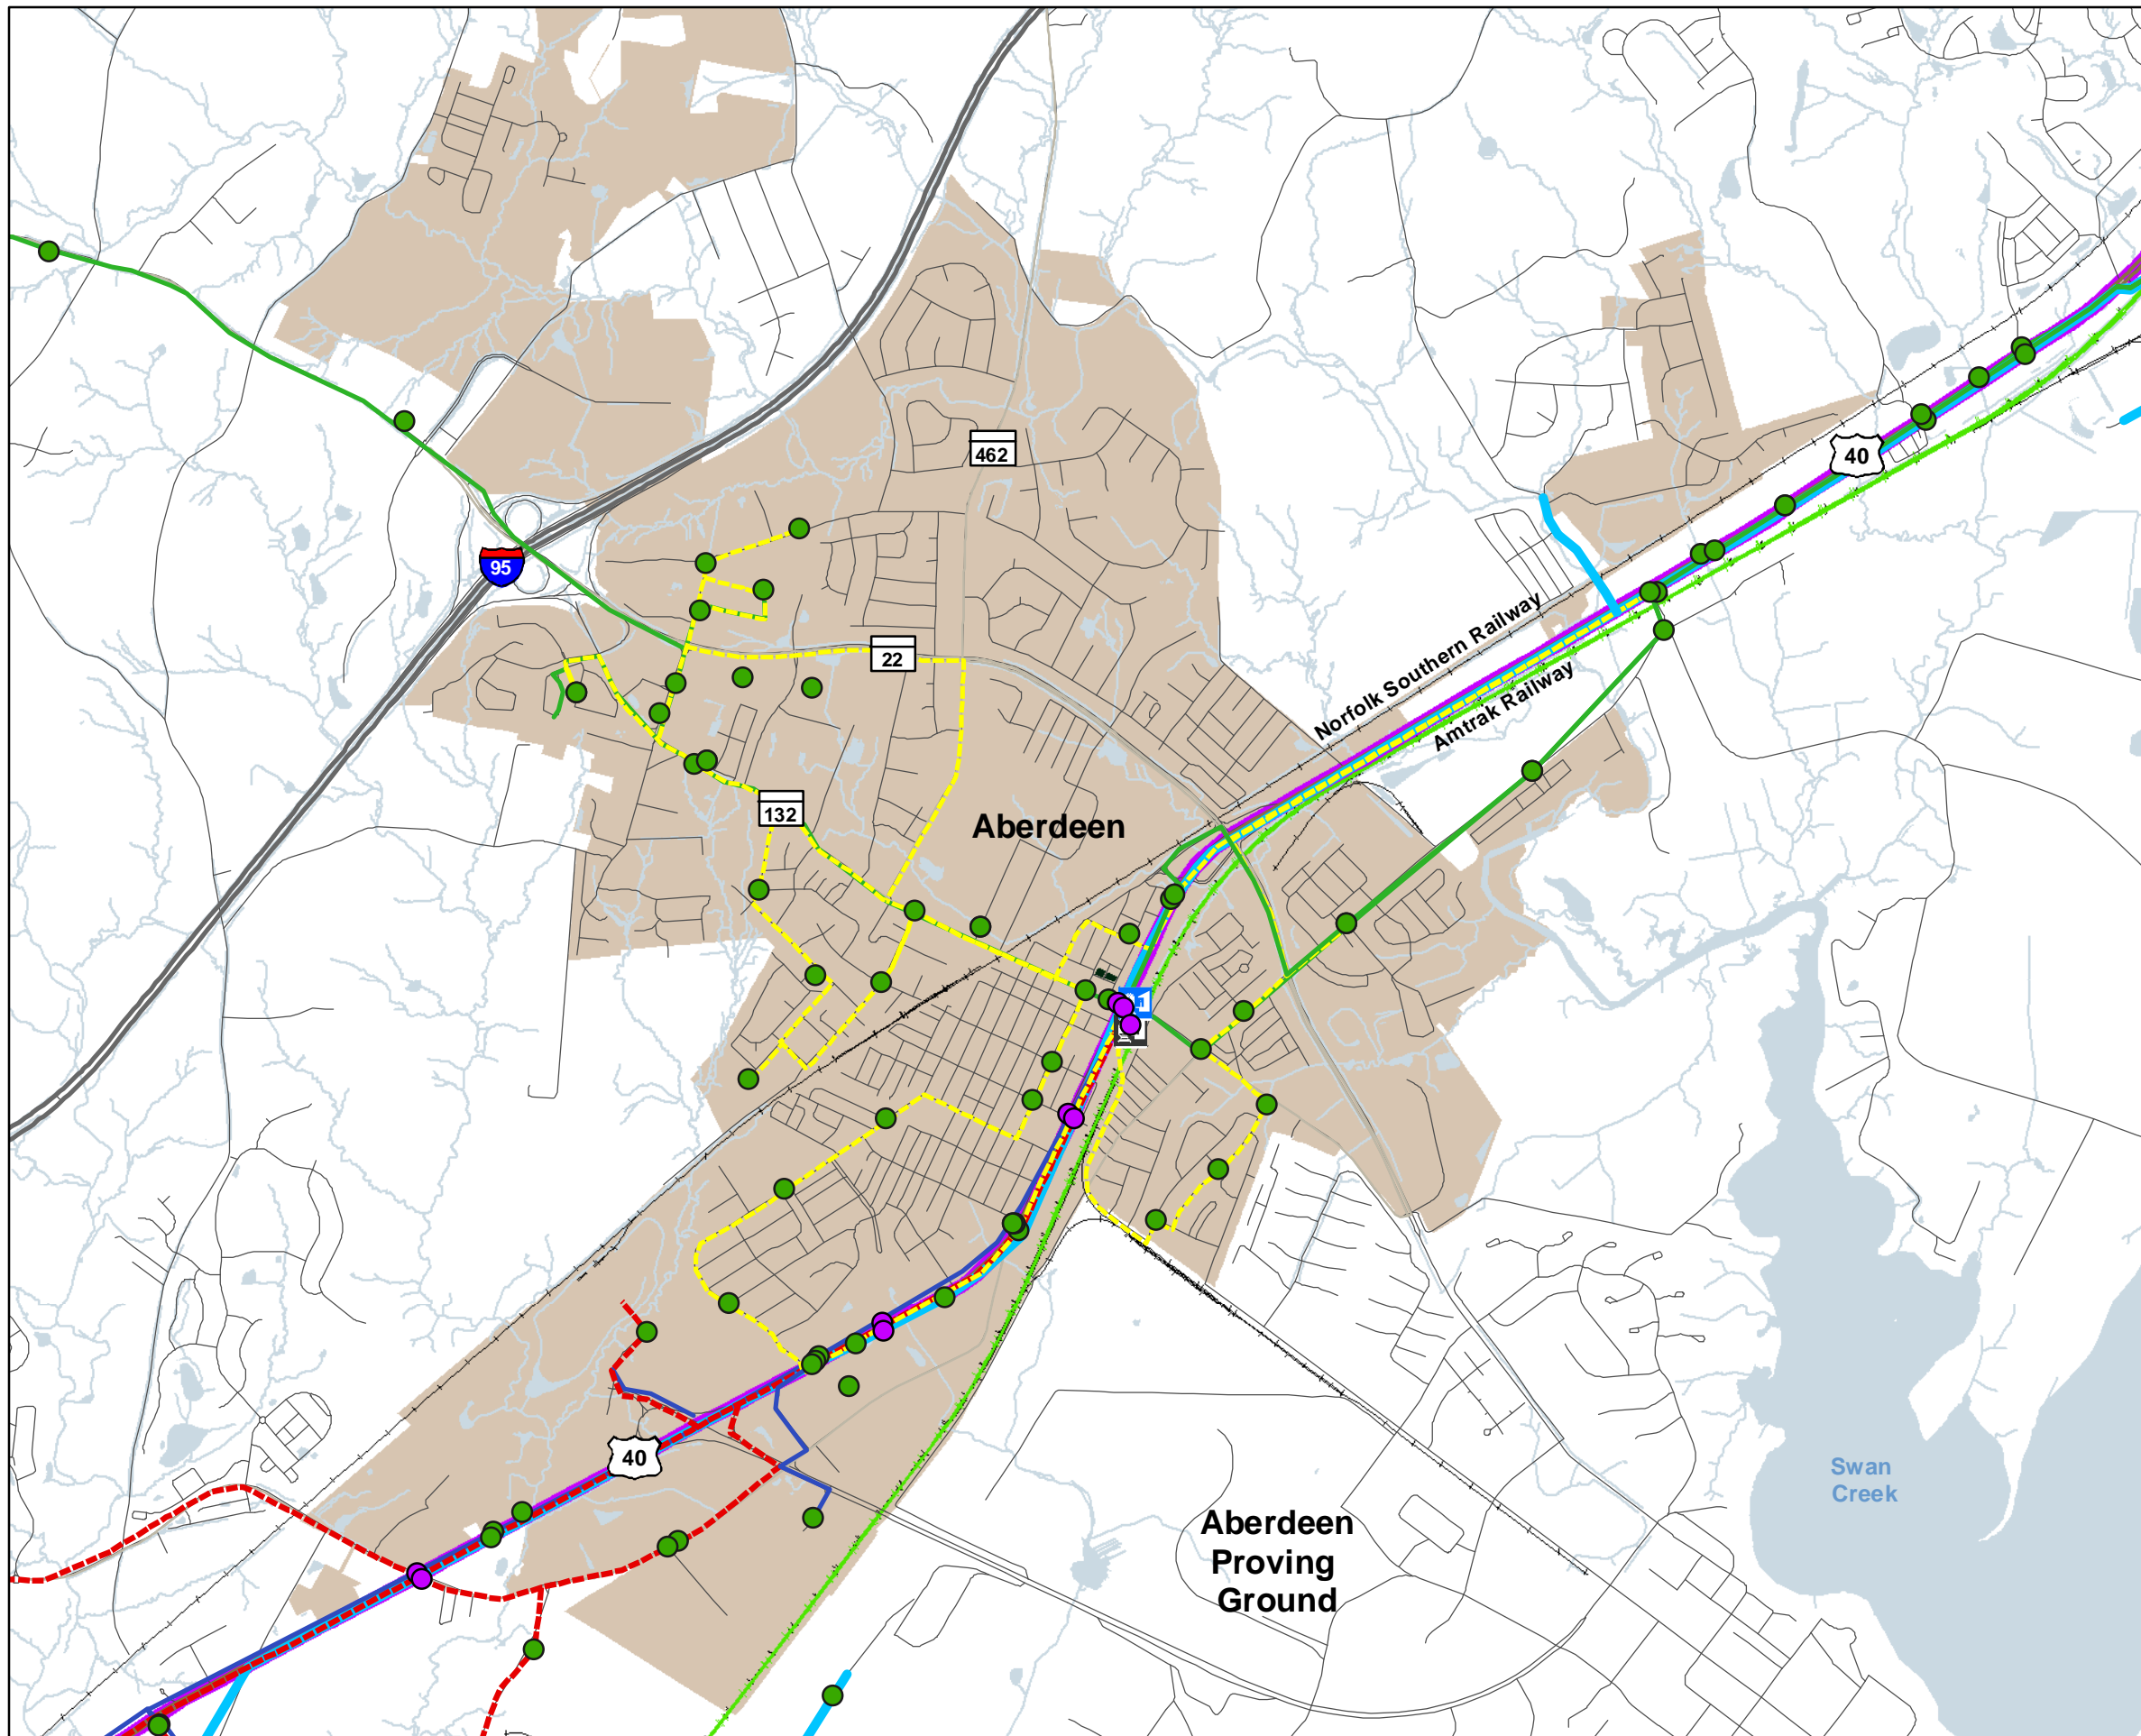 462
40
95
22
Norfolk Southern Railway
Amtrak Railway
132
Aberdeen
40
Swan
Creek
Aberdeen
Proving
Ground